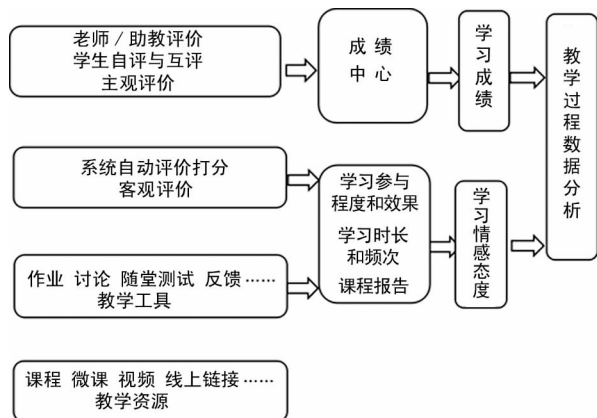 老师 / 助教评价
学生自评与互评
主观评价
成 绩
中 心
学习成绩
教学过程数据分析
系统自动评价打分
客观评价
学习参与
程度和效果
学习时长
和频次
课程报告
学习情感态度
作业 讨论 随堂测试 反馈……
教学工具
课程 微课 视频 线上链接……
教学资源